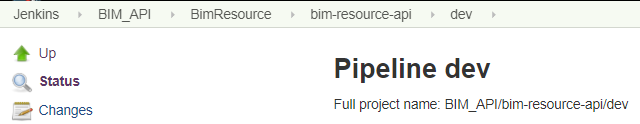 Jenkins BIM_API BimResource bim-resource-api dev
Up
Status
Changes
Pipeline dev
Full project name: BIM_API/bim-resource-api/dev